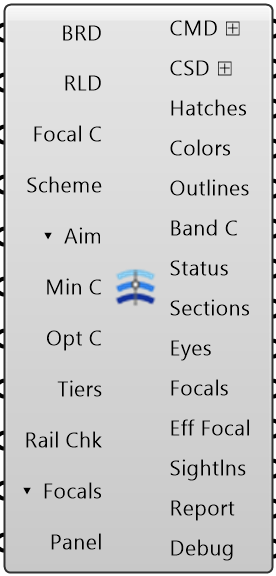 BRD
RLD
Focal C
Scheme
Aim
Min C
Opt C
Tiers
Rail Chk
Focals
Panel
CMD
CSD
Hatches
Colors
Outlines
Band C
Status
Sections
Eyes
Focals
Eff Focal
Sightlns
Report
Debug